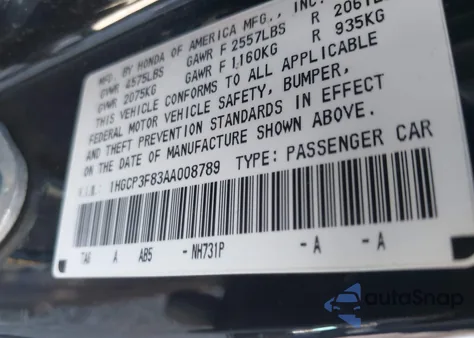 MFD. BY HONDA OF AMERICA MFG., INC.
GVWR 4575LBS GAWR F 2557LBS R
GVWR 2075KG GAWR F 1,160KG R 935KG
THIS VEHICLE CONFORMS TO ALL APPLICABLE
FEDERAL MOTOR VEHICLE SAFETY, BUMPER,
AND THEFT PREVENTION STANDARDS IN EFFECT
ON THE DATE OF MANUFACTURE SHOWN ABOVE.
V.I.N. 1HGCP3F83AA008789 TYPE: PASSENGER CAR
TA6 A AB5 - NH731P - A - A
autoSnap